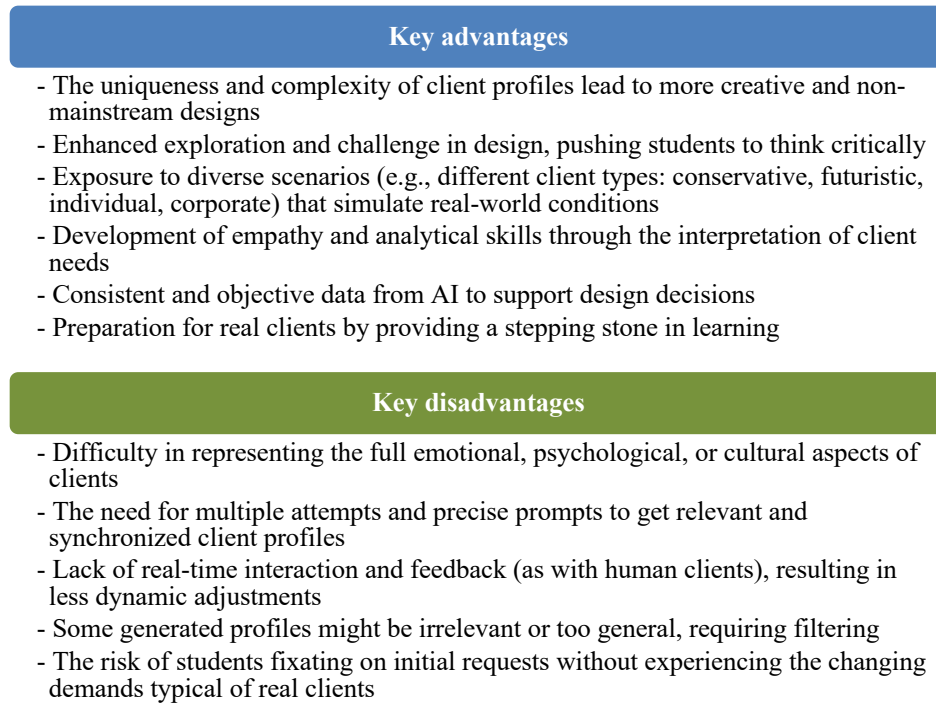 Key advantages
- The uniqueness and complexity of client profiles lead to more creative and non-
mainstream designs
- Enhanced exploration and challenge in design, pushing students to think critically
- Exposure to diverse scenarios (e.g., different client types: conservative, futuristic,
individual, corporate) that simulate real-world conditions
- Development of empathy and analytical skills through the interpretation of client
needs
- Consistent and objective data from AI to support design decisions
- Preparation for real clients by providing a stepping stone in learning
Key disadvantages
- Difficulty in representing the full emotional, psychological, or cultural aspects of
clients
- The need for multiple attempts and precise prompts to get relevant and
synchronized client profiles
- Lack of real-time interaction and feedback (as with human clients), resulting in
less dynamic adjustments
- Some generated profiles might be irrelevant or too general, requiring filtering
- The risk of students fixating on initial requests without experiencing the changing
demands typical of real clients